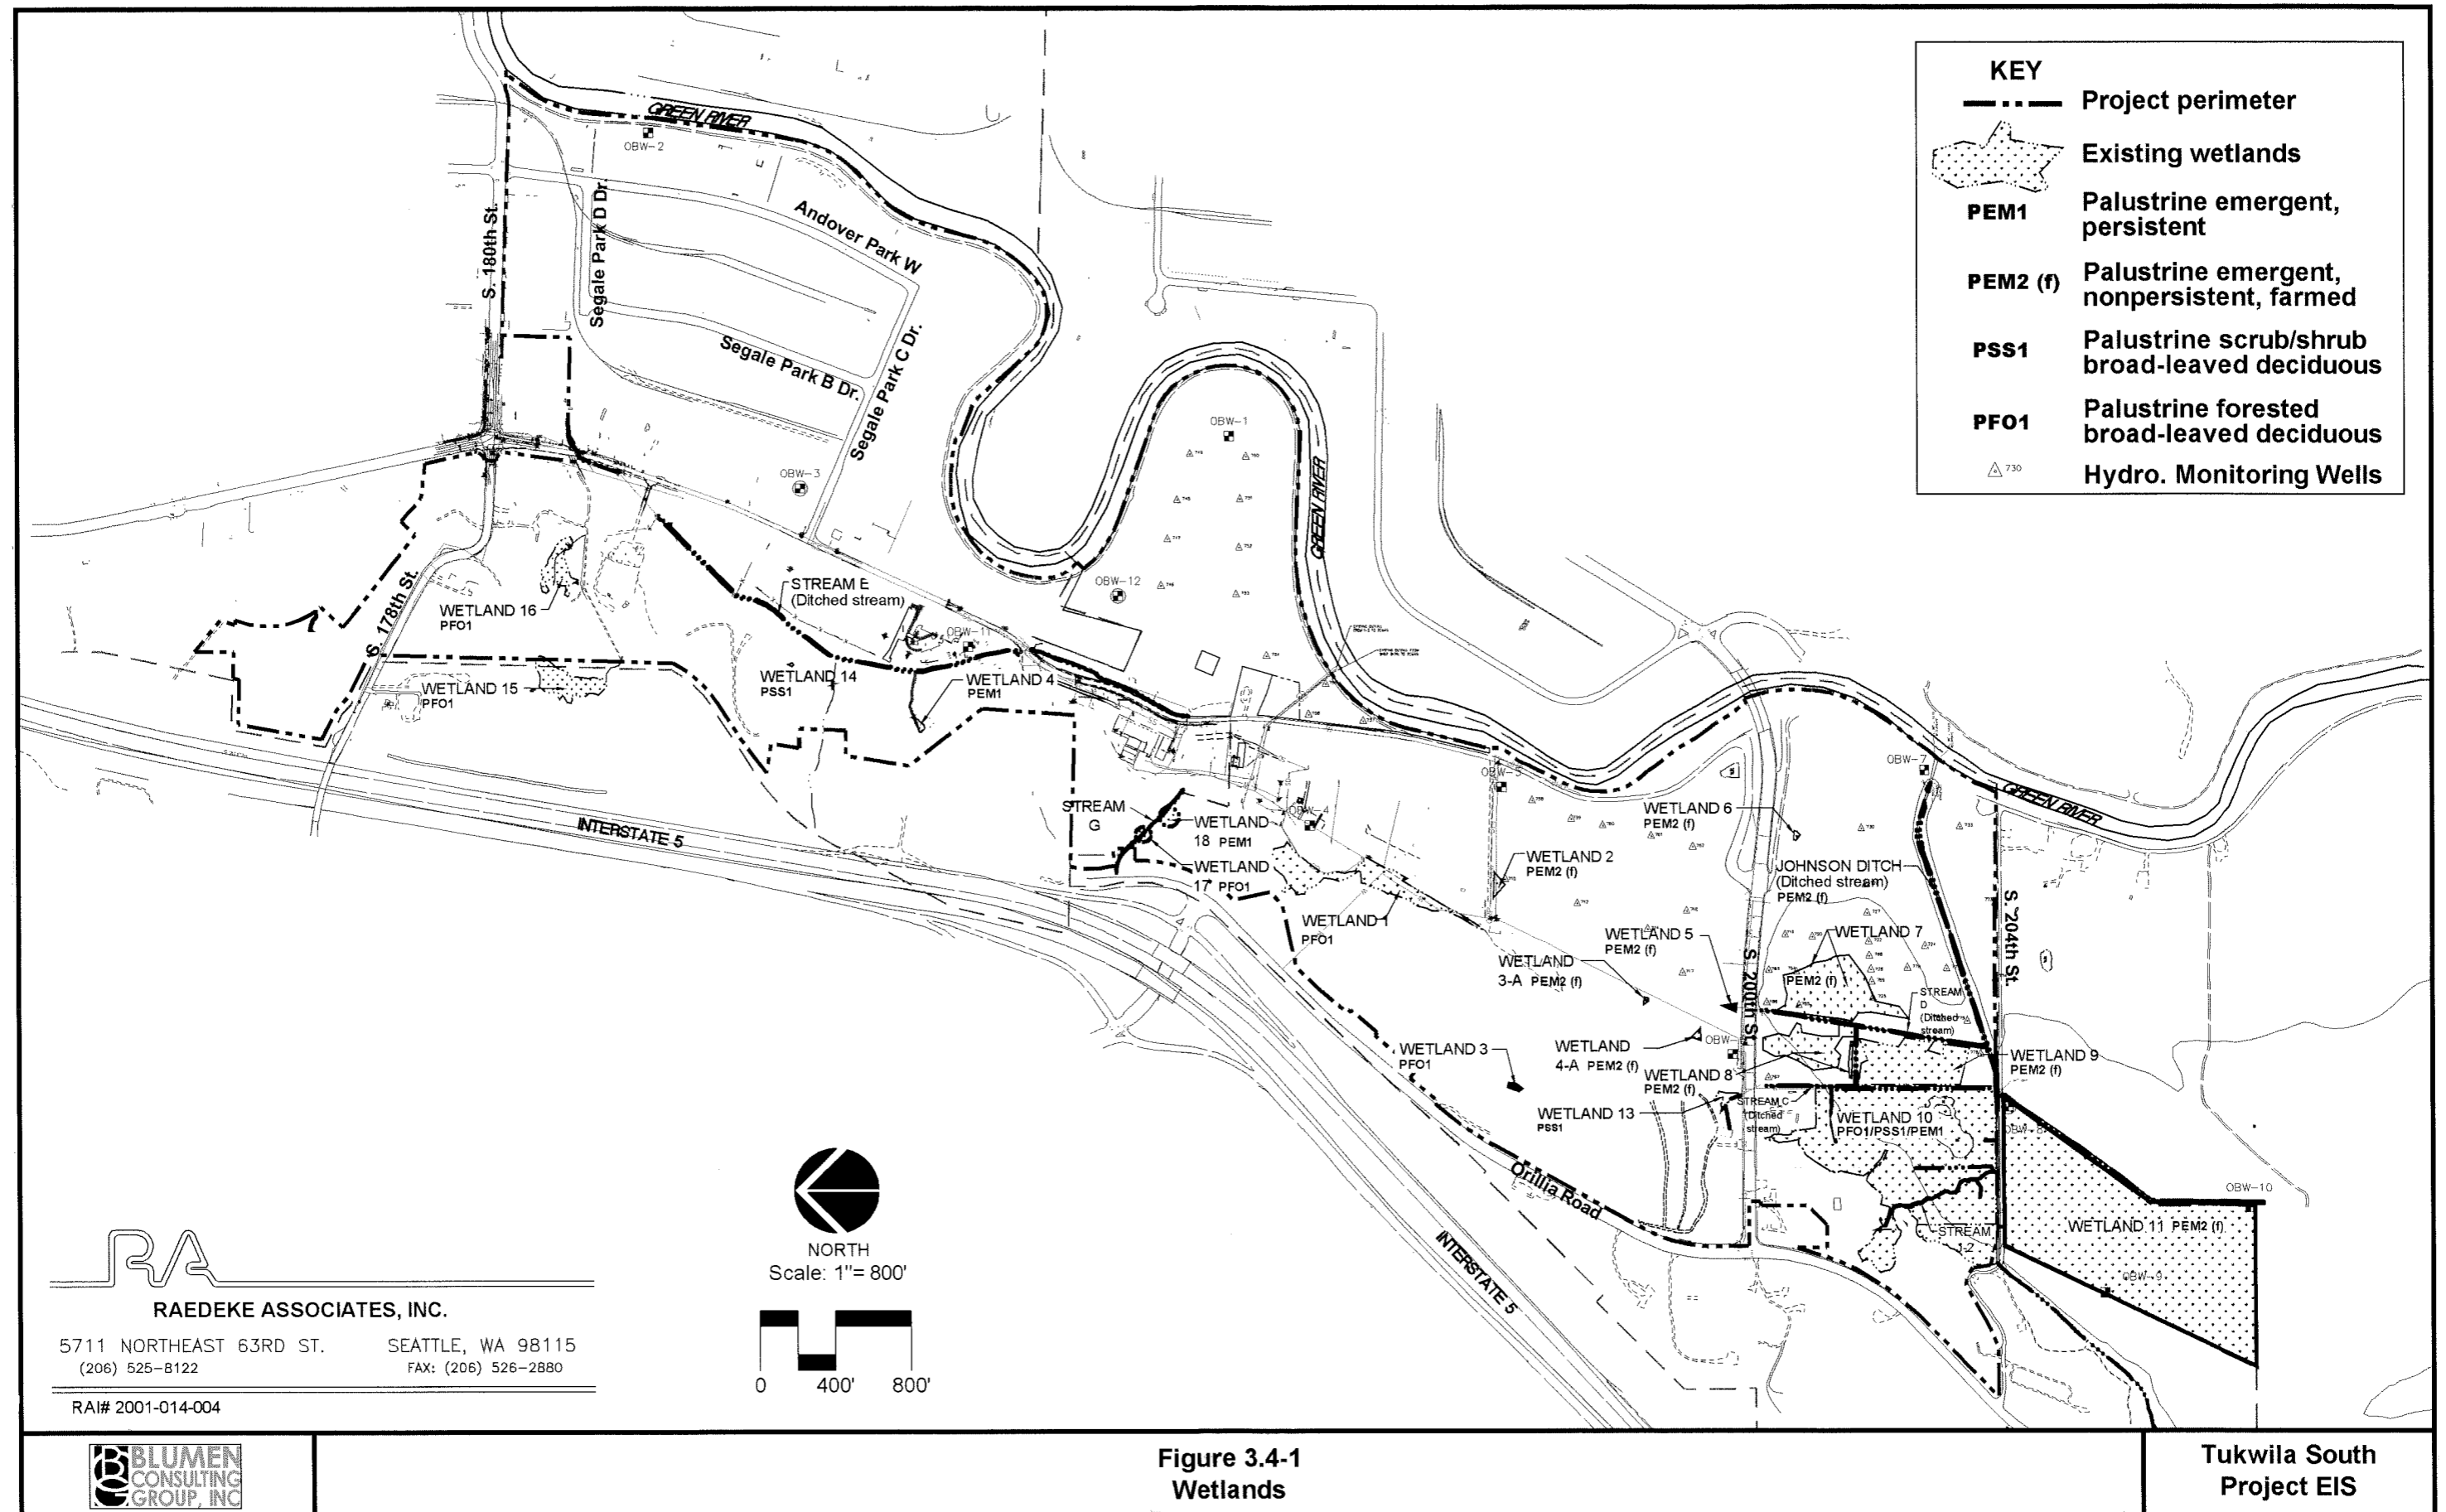 KEY
Project perimeter
Existing wetlands
PEM1 Palustrine emergent,
persistent
PEM2 (f) Palustrine emergent,
nonpersistent, farmed
PSS1 Palustrine scrub/shrub
broad-leaved deciduous
PFO1 Palustrine forested
broad-leaved deciduous
730 Hydro. Monitoring Wells
GREEN RIVER
OBW-2
S. 180th St.
Segale Park D Dr.
Andover Park W
Segale Park B Dr.
Segale Park C Dr.
OBW-3
OBW-1
GREEN RIVER
OBW-12
STREAM E
(Ditched stream)
WETLAND 16
PFO1
S. 178th St.
OBW-11
WETLAND 15
PFO1
WETLAND 14
PSS1
WETLAND 4
PEM1
INTERSTATE 5
STREAM
G
WETLAND
18 PEM1
WETLAND
17 PFO1
OBW-4
OBW-5
WETLAND 1
PFO1
WETLAND 2
PEM2 (f)
WETLAND 6
PEM2 (f)
OBW-7
GREEN RIVER
JOHNSON DITCH
(Ditched stream)
PEM2 (f)
S. 204th St.
WETLAND 5
PEM2 (f)
WETLAND 7
PEM2 (f)
WETLAND
3-A PEM2 (f)
S. 200th St.
STREAM
D
(Ditched
stream)
WETLAND 3
PFO1
WETLAND
4-A PEM2 (f)
OBW-
WETLAND 8
PEM2 (f)
WETLAND 9
PEM2 (f)
WETLAND 13
PSS1
STREAM C
(Ditched
stream)
WETLAND 10
PFO1/PSS1/PEM1
OBW-8
OBW-10
WETLAND 11 PEM2 (f)
STREAM
OBW-9
Orillia Road
INTERSTATE 5
NORTH
Scale: 1"= 800'
0 400' 800'
RA
RAEDEKE ASSOCIATES, INC.
5711 NORTHEAST 63RD ST. SEATTLE, WA 98115
(206) 525-8122 FAX: (206) 526-2880
RAI# 2001-014-004
BLUMEN
CONSULTING
GROUP, INC
Figure 3.4-1
Wetlands
Tukwila South
Project EIS